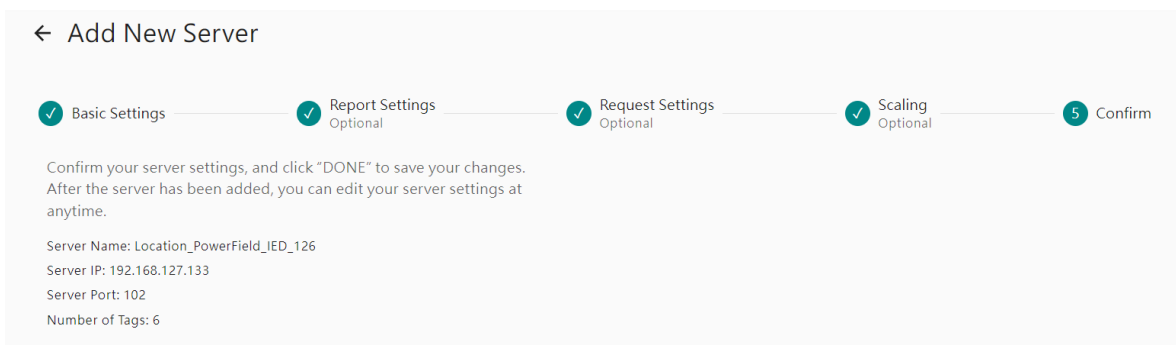 ← Add New Server
✓ Basic Settings
✓ Report Settings
Optional
✓ Request Settings
Optional
✓ Scaling
Optional
5 Confirm
Confirm your server settings, and click “DONE” to save your changes.
After the server has been added, you can edit your server settings at
anytime.
Server Name: Location_PowerField_IED_126
Server IP: 192.168.127.133
Server Port: 102
Number of Tags: 6